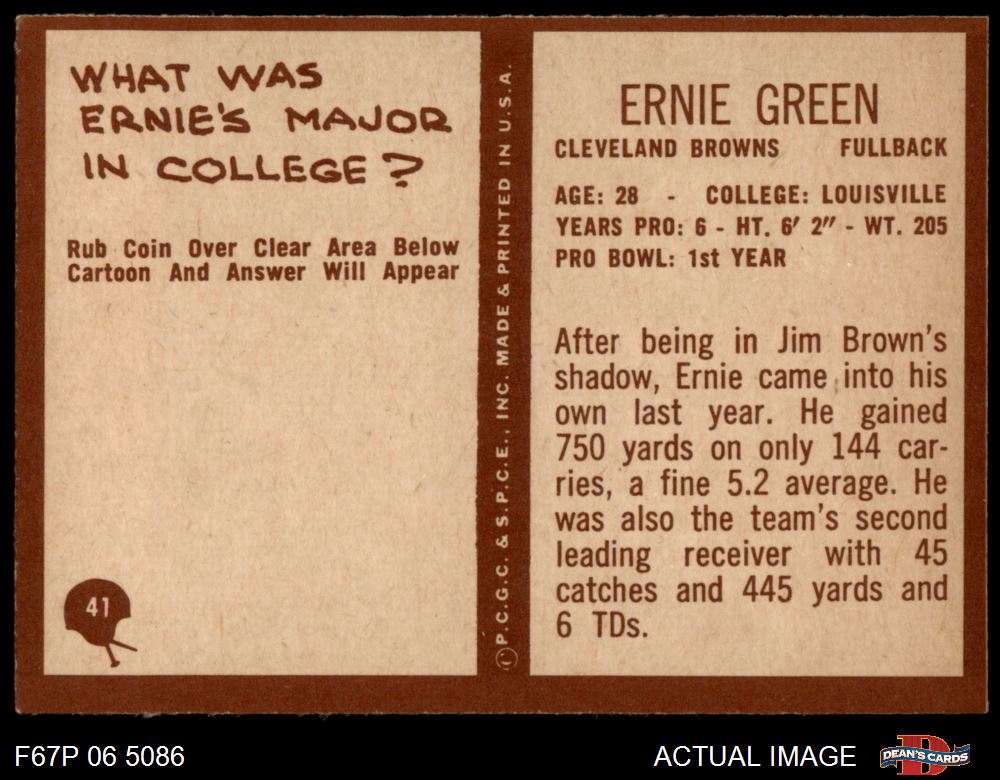 WHAT WAS
ERNIE'S MAJOR
IN COLLEGE?
Rub Coin Over Clear Area Below
Cartoon And Answer Will Appear
41
© P.C.G.C. & S.P.C.E., INC. MADE & PRINTED IN U.S.A.
ERNIE GREEN
CLEVELAND BROWNS FULLBACK
AGE: 28 - COLLEGE: LOUISVILLE
YEARS PRO: 6 - HT. 6' 2" - WT. 205
PRO BOWL: 1st YEAR
After being in Jim Brown's
shadow, Ernie came into his
own last year. He gained
750 yards on only 144 car-
ries, a fine 5.2 average. He
was also the team's second
leading receiver with 45
catches and 445 yards and
6 TDs.
F67P 06 5086
ACTUAL IMAGE
DEAN'S CARDS